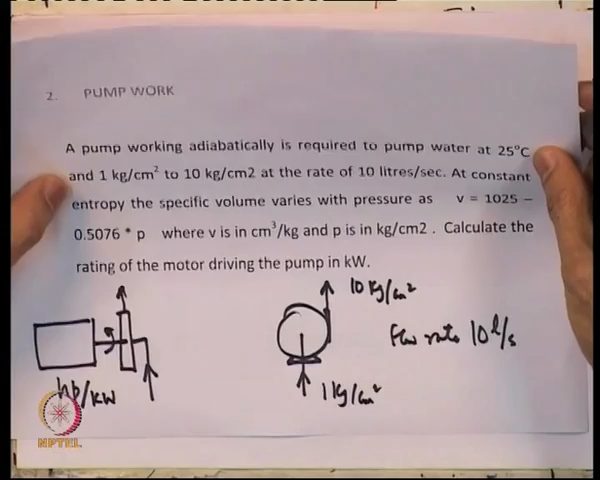 2. PUMP WORK
A pump working adiabatically is required to pump water at 25°C
and 1 kg/cm² to 10 kg/cm2 at the rate of 10 litres/sec. At constant
entropy the specific volume varies with pressure as v = 1025 –
0.5076 * p where v is in cm³/kg and p is in kg/cm2 . Calculate the
rating of the motor driving the pump in kW.
10 kg/cm²
Flow rate 10 l/s
hp/kW
1 kg/cm²
NPTEL